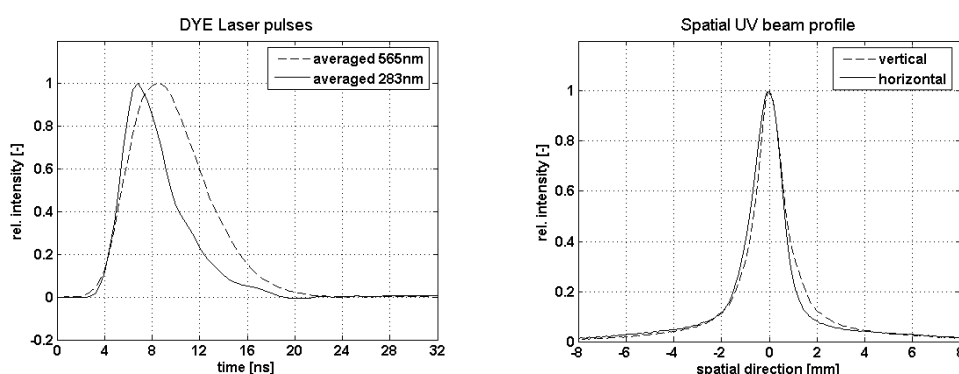 DYE Laser pulses
averaged 565nm
averaged 283nm
rel. intensity [-]
1
0.8
0.6
0.4
0.2
0
-0.2
0 4 8 12 16 20 24 28 32
time [ns]
Spatial UV beam profile
vertical
horizontal
rel. intensity [-]
1
0.8
0.6
0.4
0.2
0
-8 -6 -4 -2 0 2 4 6 8
spatial direction [mm]